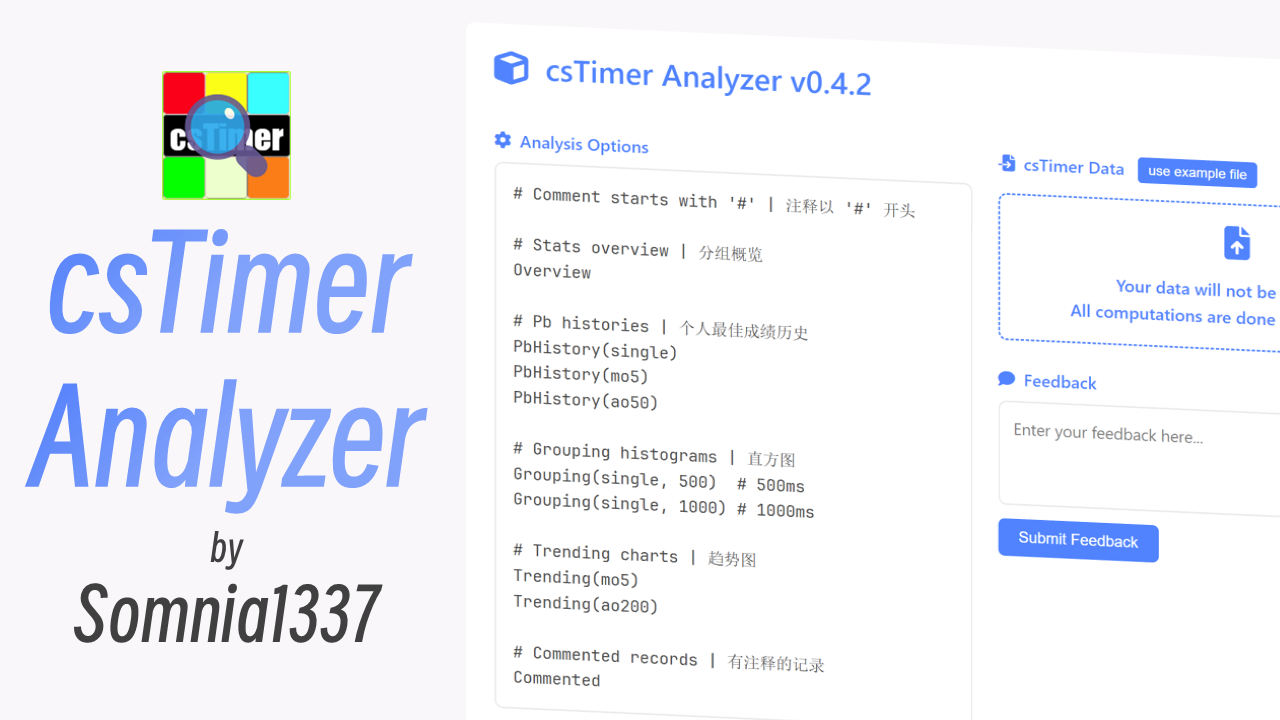 csTimer
csTimer
Analyzer
by
Somnia1337
csTimer Analyzer v0.4.2
Analysis Options
# Comment starts with '#' | 注释以 '#' 开头
# Stats overview | 分组概览
Overview
# Pb histories | 个人最佳成绩历史
PbHistory(single)
PbHistory(mo5)
PbHistory(ao50)
# Grouping histograms | 直方图
Grouping(single, 500)  # 500ms
Grouping(single, 1000) # 1000ms
# Trending charts | 趋势图
Trending(mo5)
Trending(ao200)
# Commented records | 有注释的记录
Commented
csTimer Data
use example file
Your data will not be
All computations are done
Feedback
Enter your feedback here...
Submit Feedback